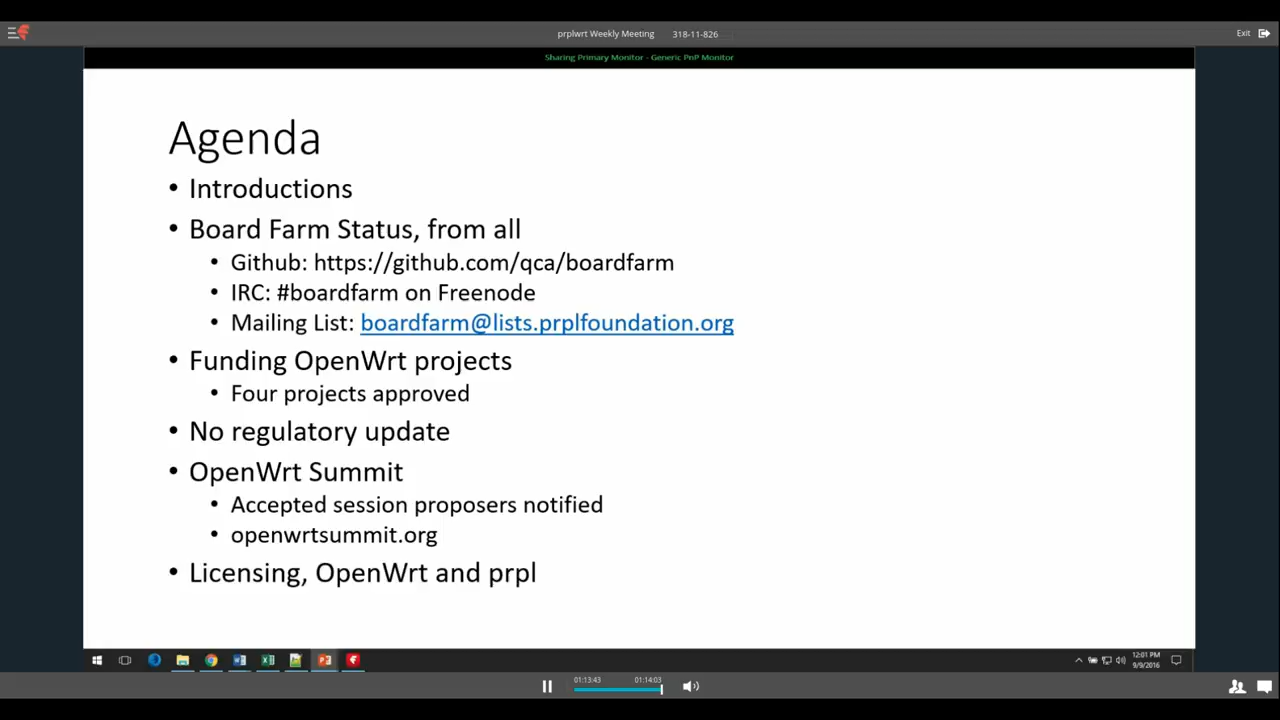 prplwrt Weekly Meeting 318-11-826
Exit
Sharing Primary Monitor - Generic PnP Monitor
Agenda
• Introductions
• Board Farm Status, from all
• Github: https://github.com/qca/boardfarm
• IRC: #boardfarm on Freenode
• Mailing List: boardfarm@lists.prplfoundation.org
• Funding OpenWrt projects
• Four projects approved
• No regulatory update
• OpenWrt Summit
• Accepted session proposers notified
• openwrtsummit.org
• Licensing, OpenWrt and prpl
12:01 PM
9/9/2016
01:13:43 01:14:03